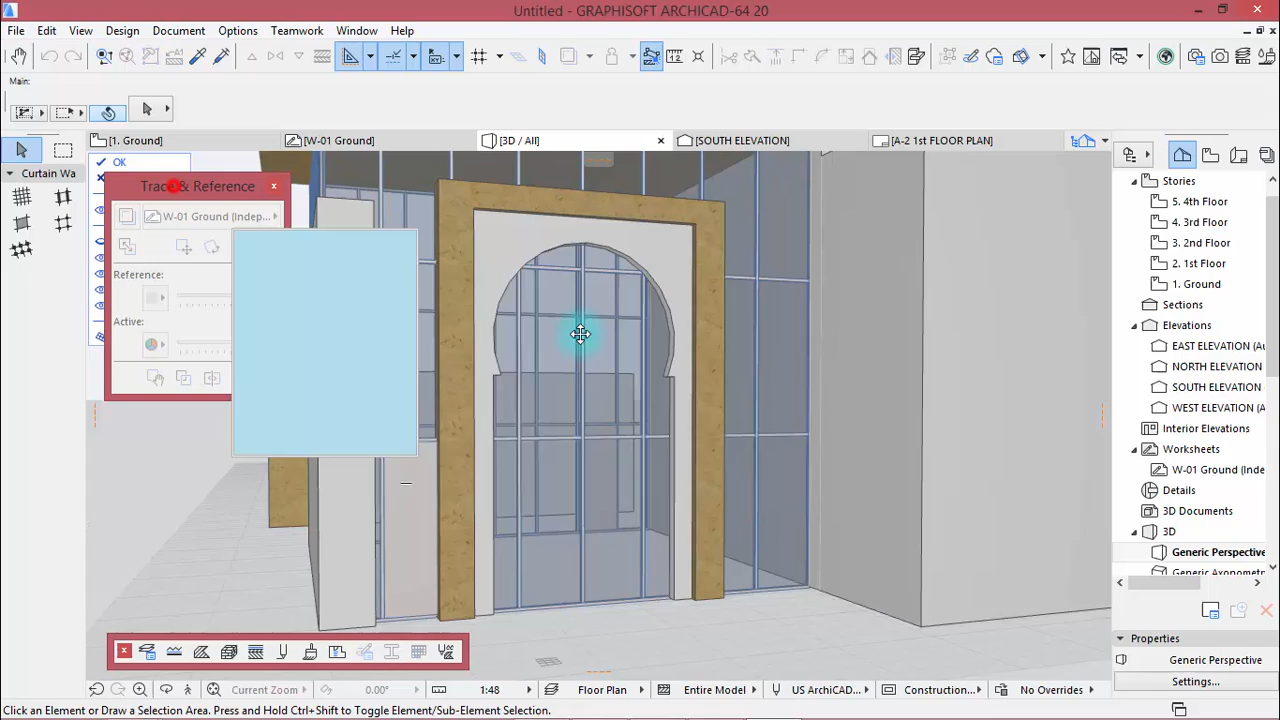 Untitled - GRAPHISOFT ARCHICAD-64 20
File Edit View Design Document Options Teamwork Window Help
Main:
[1. Ground] [W-01 Ground] [3D / All] [SOUTH ELEVATION] [A-2 1st FLOOR PLAN]
OK
Curtain Wa
Trace & Reference
W-01 Ground (Indep...
Reference:
Active:
Stories
5. 4th Floor
4. 3rd Floor
3. 2nd Floor
2. 1st Floor
1. Ground
Sections
Elevations
EAST ELEVATION (Au
NORTH ELEVATION
SOUTH ELEVATION
WEST ELEVATION (Au
Interior Elevations
Worksheets
W-01 Ground (Inde
Details
3D Documents
3D
Generic Perspective
Generic Axonometr
Properties
Generic Perspective
Settings...
Current Zoom 0.00° 1:48 Floor Plan Entire Model US ArchiCAD... Construction... No Overrides
Click an Element or Draw a Selection Area. Press and Hold Ctrl+Shift to Toggle Element/Sub-Element Selection.